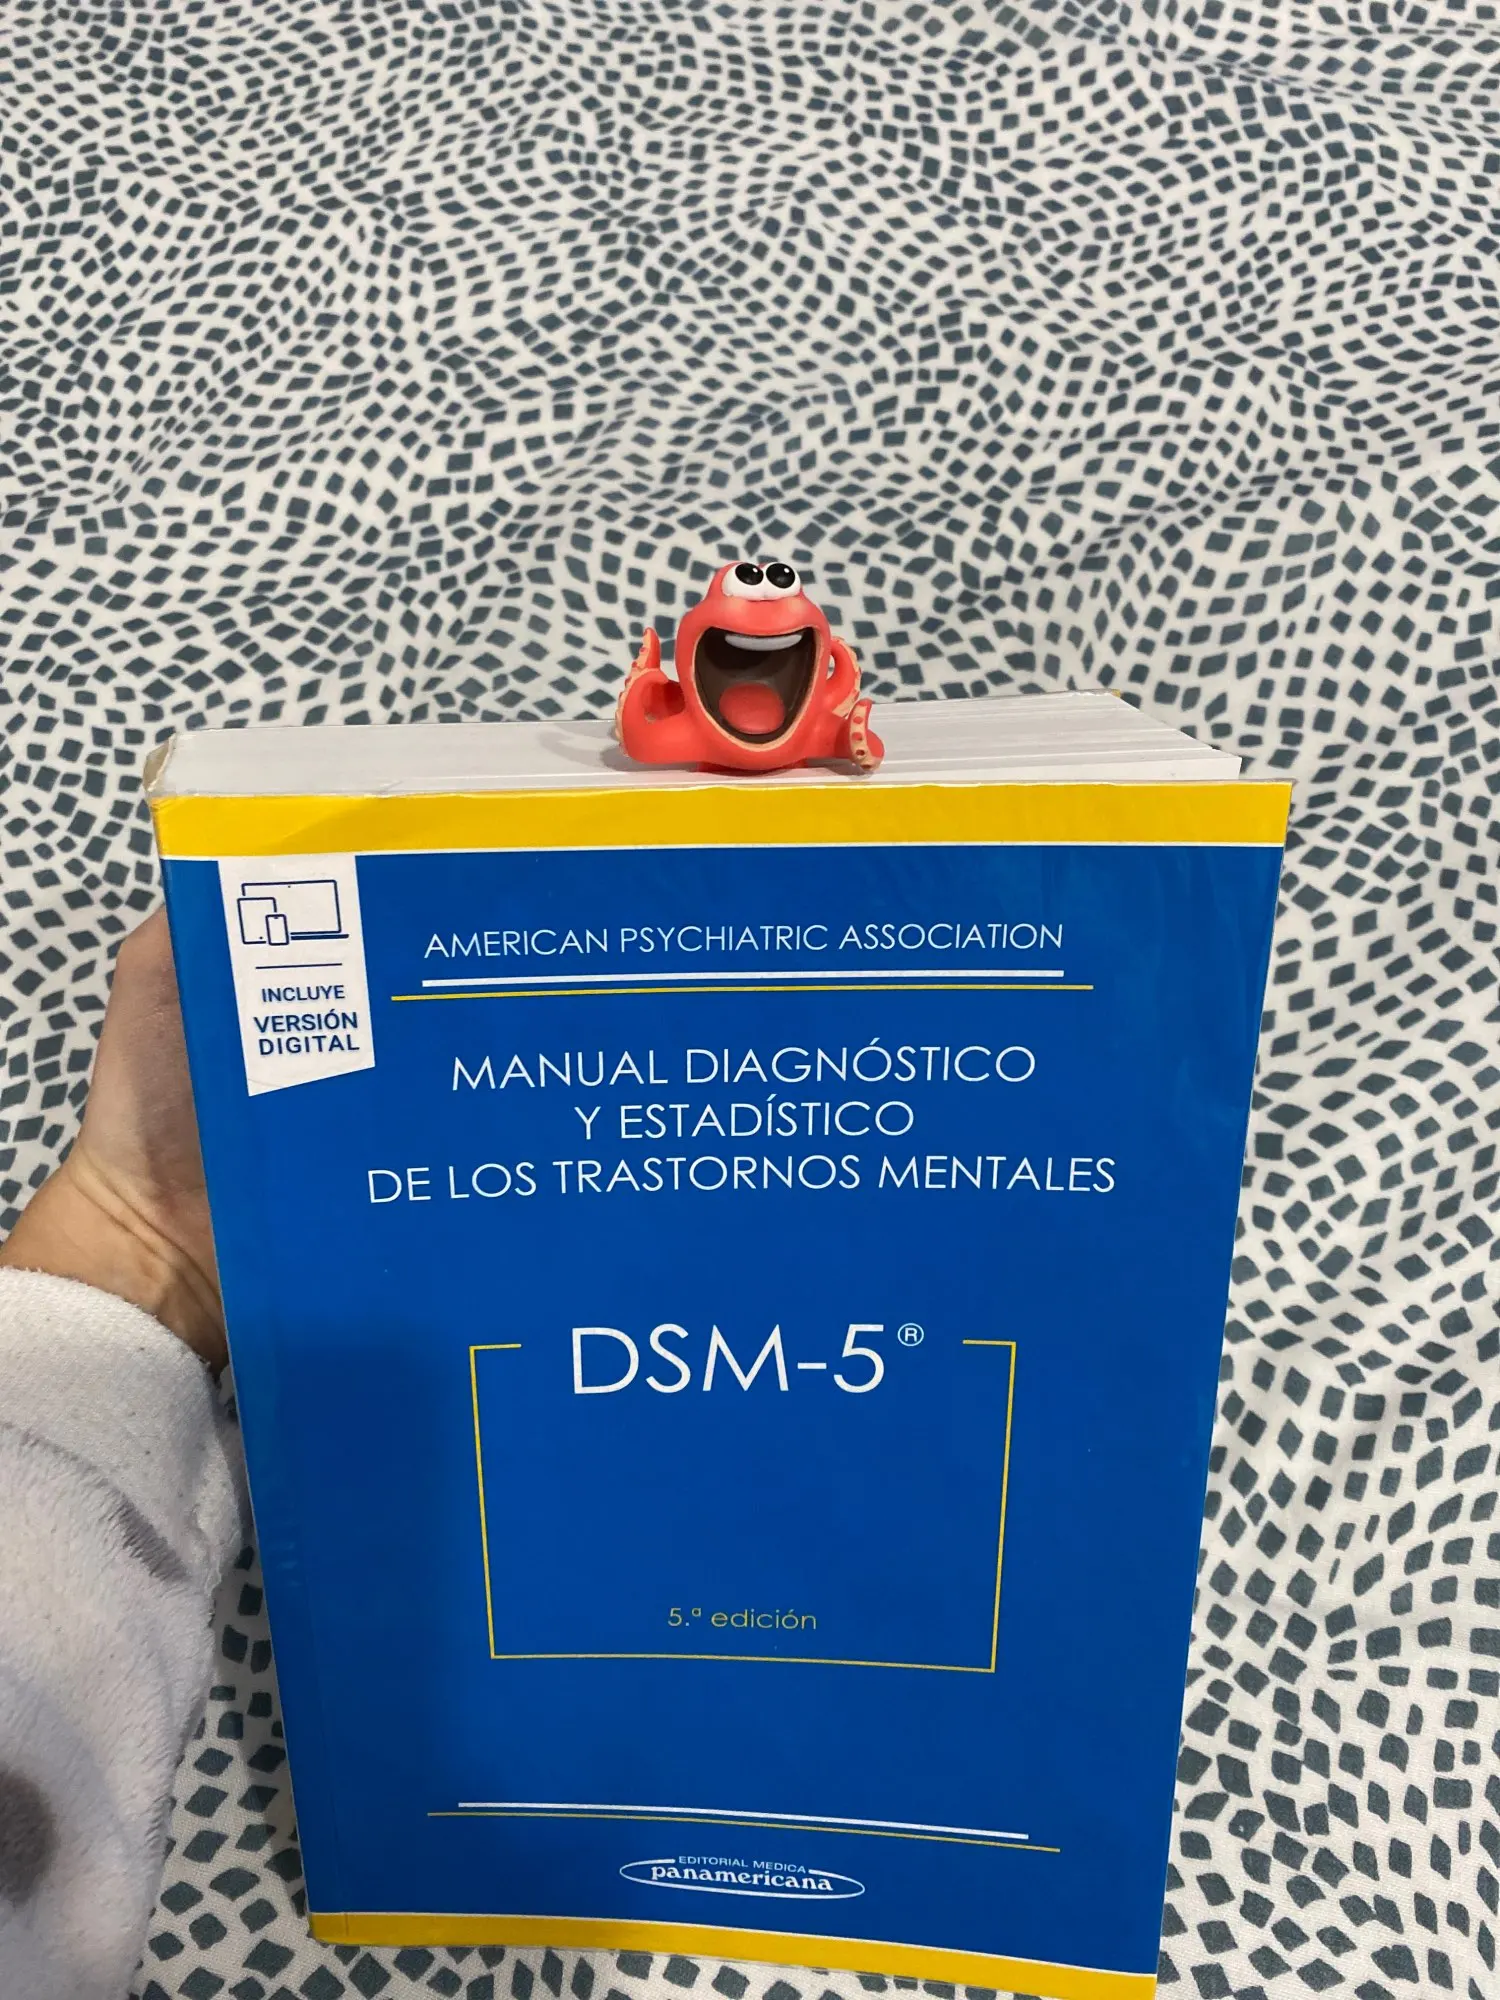 INCLUYE
VERSIÓN
DIGITAL
AMERICAN PSYCHIATRIC ASSOCIATION
MANUAL DIAGNÓSTICO
Y ESTADÍSTICO
DE LOS TRASTORNOS MENTALES
DSM-5®
5.ª edición
EDITORIAL MEDICA
panamericana